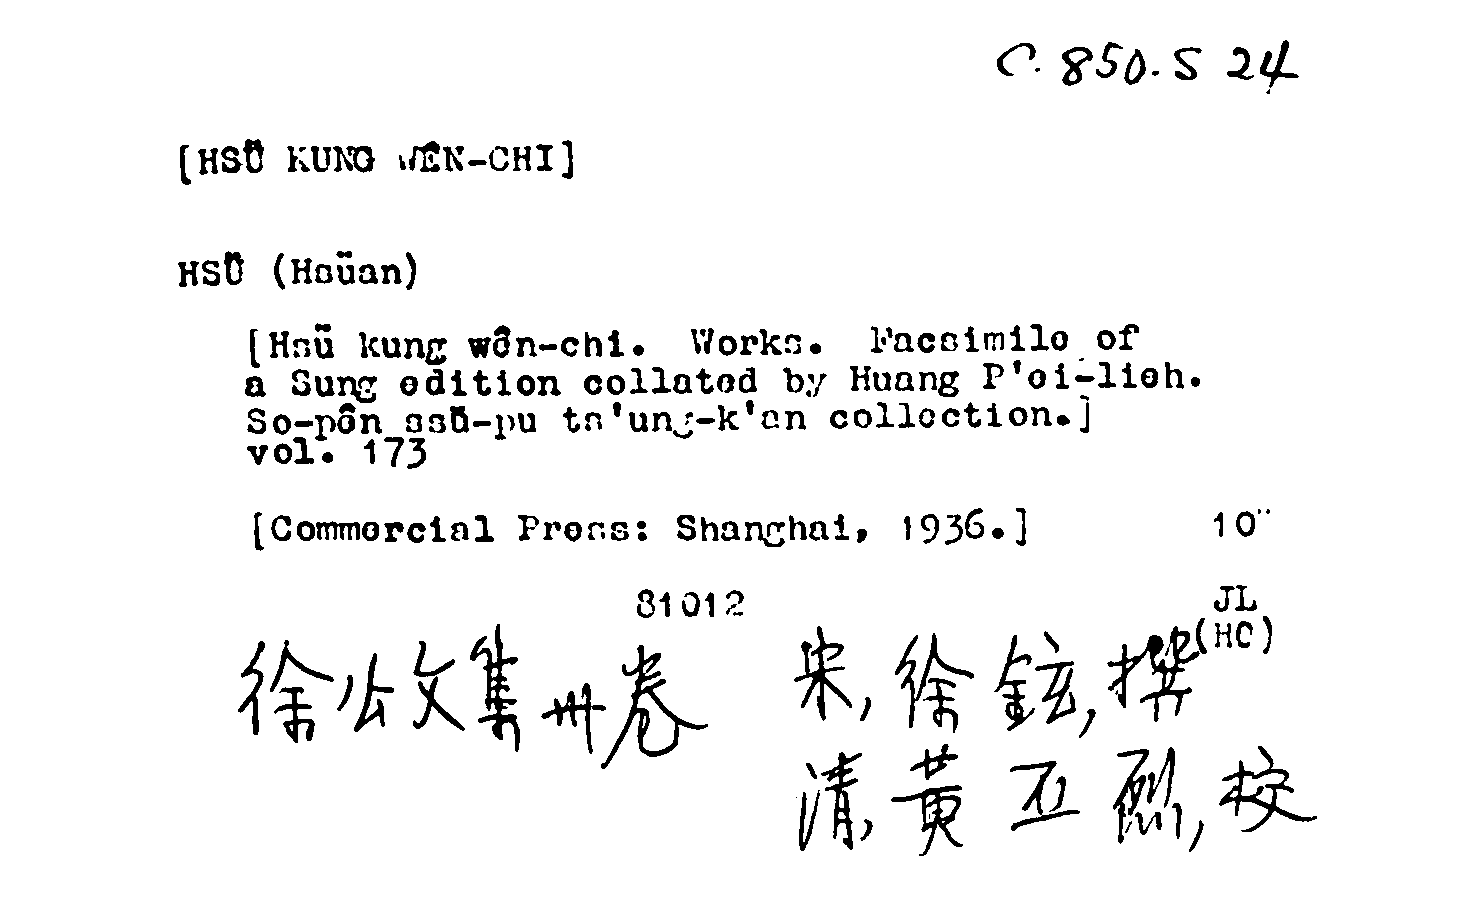 C. 850. S 24
[HSÜ KUNG WÊN-CHI]
HSÜ (Hsüan)
[Hsü kung wên-chi. Works. Facsimile of
a Sung edition collated by Huang P'ei-lieh.
So-pên ssŭ-pu ts'ung-k'an collection.]
vol. 173
[Commercial Press: Shanghai, 1936.] 10"
81012 JL
(HC)
徐公文集卅卷 宋,徐鉉,撰
清,黃丕烈,校